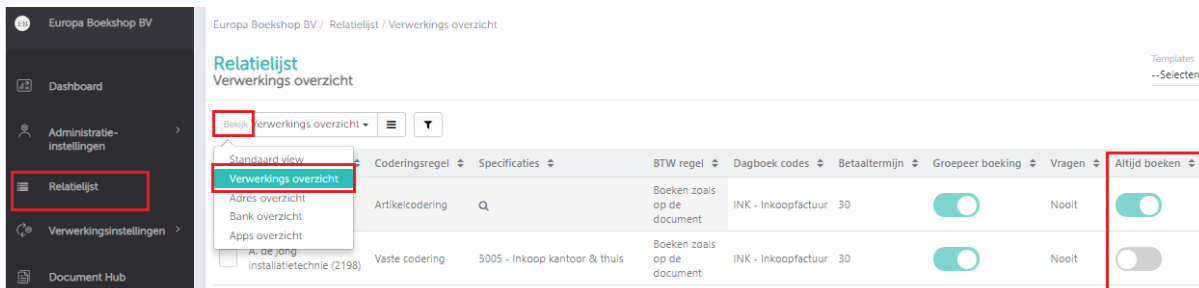 EB Europa Boekshop BV
Dashboard
Administratie-
instellingen
Relatielijst
Verwerkingsinstellingen
Document Hub
Europa Boekshop BV / Relatielijst / Verwerkings overzicht
Relatielijst
Verwerkings overzicht
Templates
--Selecter
Bekijk Verwerkings overzicht
Standaard view
Verwerkings overzicht
Adres overzicht
Bank overzicht
Apps overzicht
Coderingsregel Specificaties BTW regel Dagboek codes Betaaltermijn Groepeer boeking Vragen Altijd boeken
Artikelcodering Boeken zoals
op de
document INK - Inkoopfactuur 30 Nooit
A. de jong
installatietechnie (2198) Vaste codering 5005 - Inkoop kantoor & thuis Boeken zoals
op de
document INK - Inkoopfactuur 30 Nooit